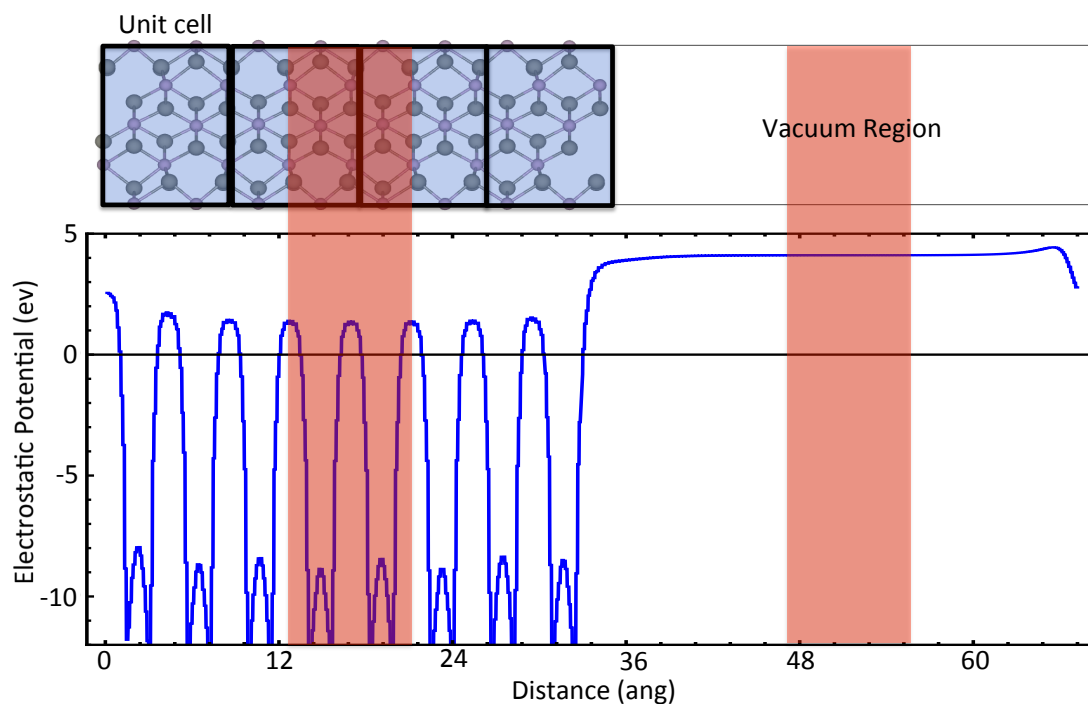 Unit cell
Vacuum Region
5
0
-5
-10
Electrostatic Potential (ev)
0 12 24 36 48 60
Distance (ang)